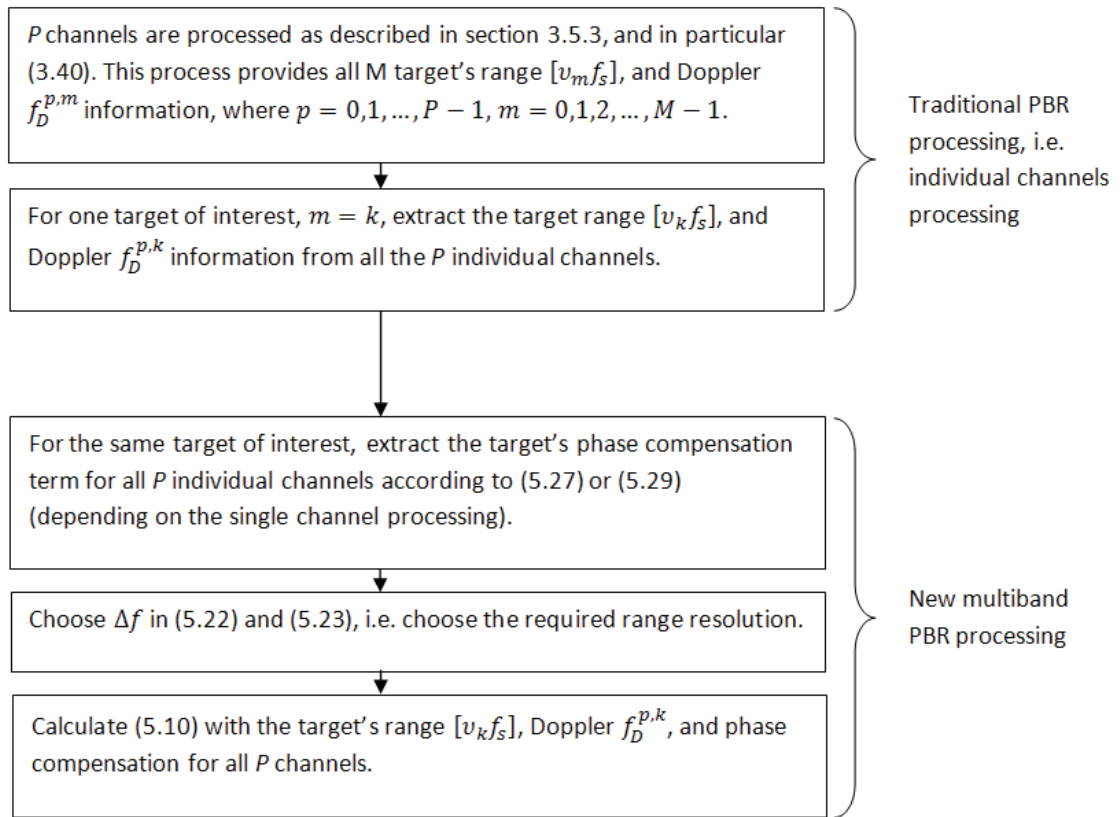 P channels are processed as described in section 3.5.3, and in particular
(3.40). This process provides all M target’s range [v_m f_s], and Doppler
f_D^{p,m} information, where p = 0,1, …, P − 1, m = 0,1,2, …, M − 1.
Traditional PBR
processing, i.e.
individual channels
processing
For one target of interest, m = k, extract the target range [v_k f_s], and
Doppler f_D^{p,k} information from all the P individual channels.
For the same target of interest, extract the target’s phase compensation
term for all P individual channels according to (5.27) or (5.29)
(depending on the single channel processing).
Choose Δf in (5.22) and (5.23), i.e. choose the required range resolution.
New multiband
PBR processing
Calculate (5.10) with the target’s range [v_k f_s], Doppler f_D^{p,k}, and phase
compensation for all P channels.